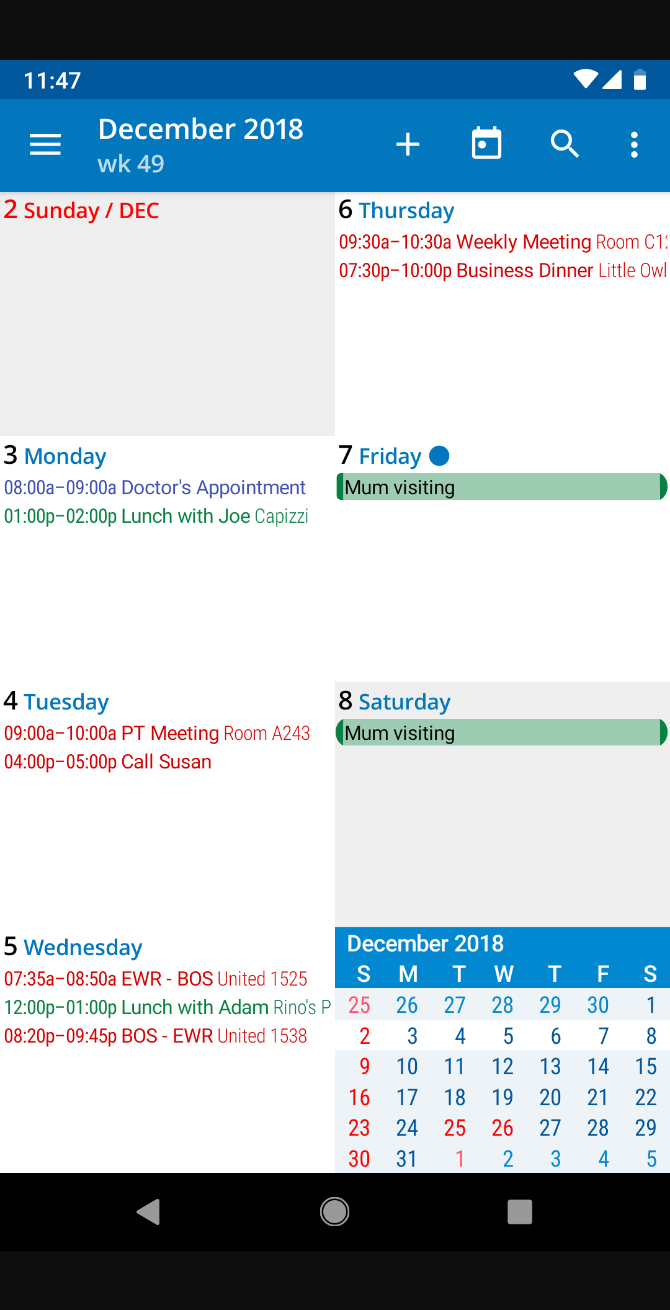 11:47
December 2018
wk 49
2 Sunday / DEC
3 Monday
08:00a–09:00a Doctor's Appointment
01:00p–02:00p Lunch with Joe Capizzi
4 Tuesday
09:00a–10:00a PT Meeting Room A243
04:00p–05:00p Call Susan
5 Wednesday
07:35a–08:50a EWR - BOS United 1525
12:00p–01:00p Lunch with Adam Rino's P
08:20p–09:45p BOS - EWR United 1538
6 Thursday
09:30a–10:30a Weekly Meeting Room
07:30p–10:00p Business Dinner Little Owl
7 Friday
Mum visiting
8 Saturday
Mum visiting
December 2018
S M T W T F S
25 26 27 28 29 30 1
2 3 4 5 6 7 8
9 10 11 12 13 14 15
16 17 18 19 20 21 22
23 24 25 26 27 28 29
30 31 1 2 3 4 5